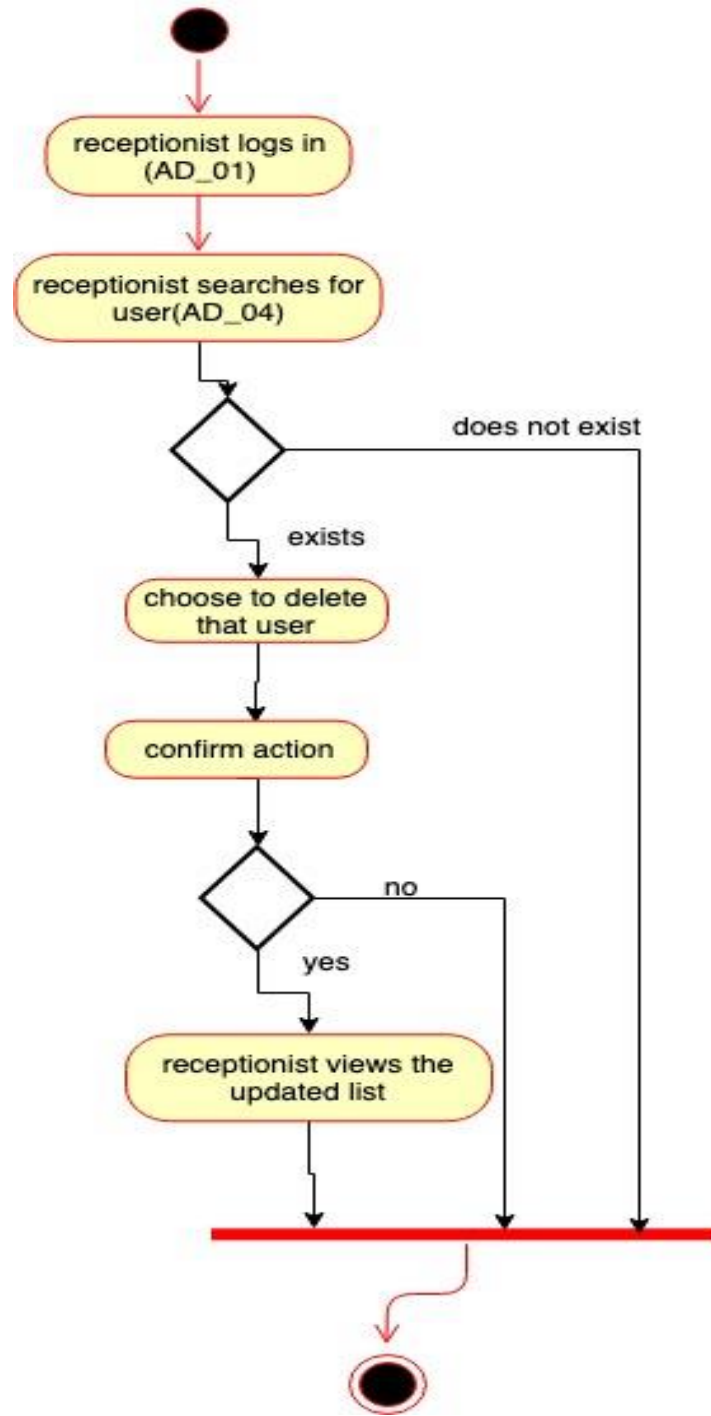 receptionist logs in
(AD_01)
receptionist searches for
user(AD_04)
does not exist
exists
choose to delete
that user
confirm action
no
yes
receptionist views the
updated list